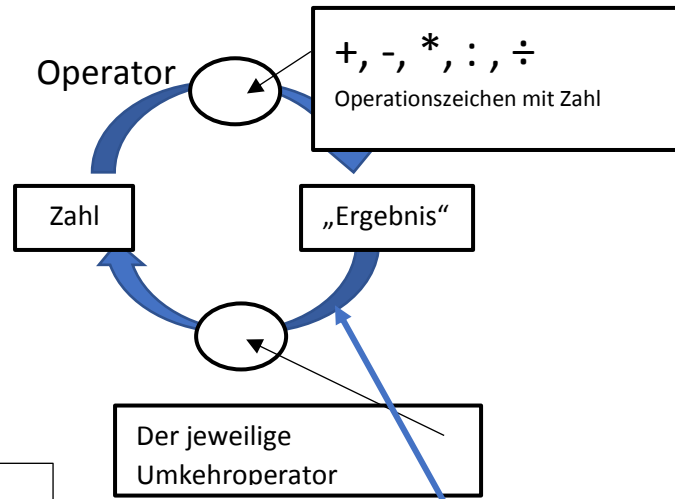 +, -, *, : , ÷
Operationszeichen mit Zahl
Operator
Zahl
„Ergebnis“
Der jeweilige
Umkehroperator